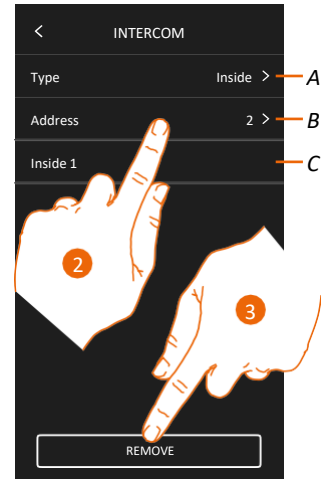 INTERCOM
Type Inside > A
Address 2 > B
Inside 1 C
2
3
REMOVE